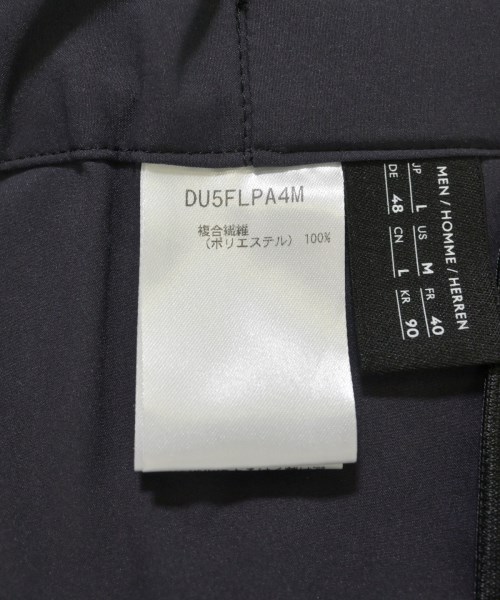 DU5FLPA4M
複合繊維
(ポリエステル) 100%
MEN / HOMME / HERREN
JP L US M FR 40
DE 48 CN L KR 90